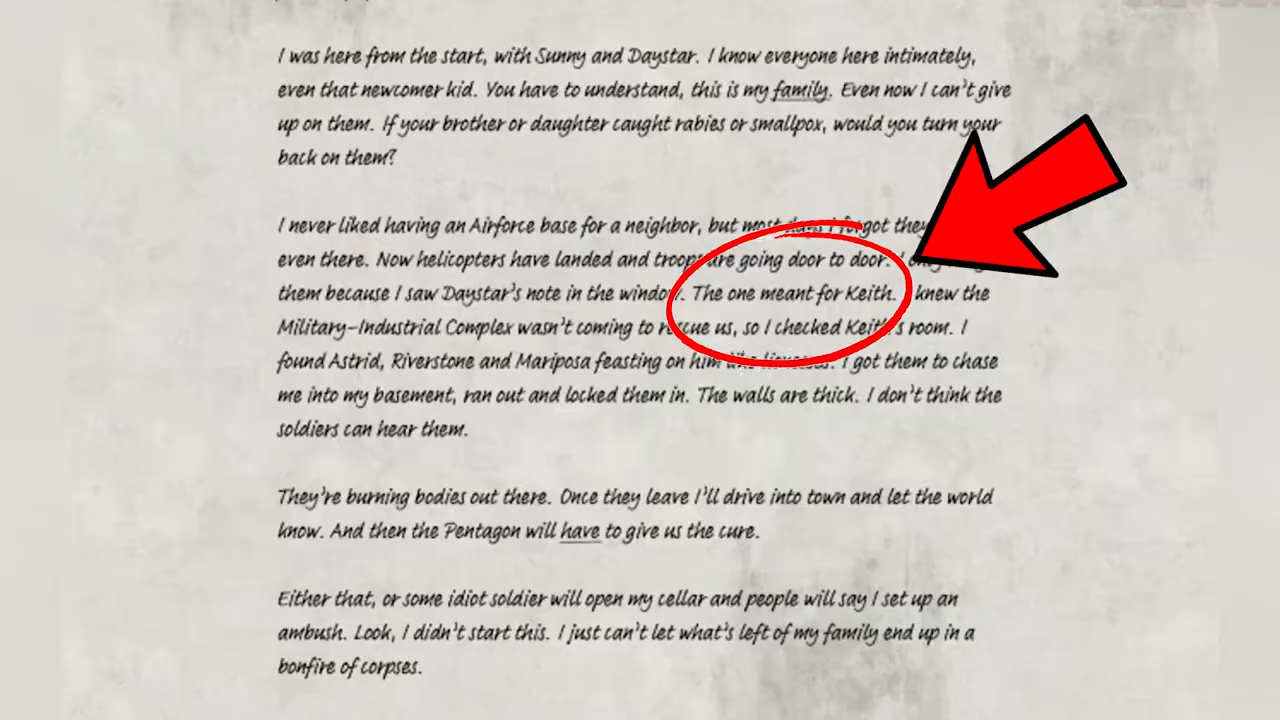 I was here from the start, with Sunny and Daystar. I know everyone here intimately,
even that newcomer kid. You have to understand, this is my family. Even now I can't give
up on them. If your brother or daughter caught rabies or smallpox, would you turn your
back on them?
I never liked having an Airforce base for a neighbor, but most days I forgot they
even there. Now helicopters have landed and troops are going door to door. I only
them because I saw Daystar's note in the window. The one meant for Keith. I knew the
Military-Industrial Complex wasn't coming to rescue us, so I checked Keith's room. I
found Astrid, Riverstone and Mariposa feasting on him like lionesses. I got them to chase
me into my basement, ran out and locked them in. The walls are thick. I don't think the
soldiers can hear them.
They're burning bodies out there. Once they leave I'll drive into town and let the world
know. And then the Pentagon will have to give us the cure.
Either that, or some idiot soldier will open my cellar and people will say I set up an
ambush. Look, I didn't start this. I just can't let what's left of my family end up in a
bonfire of corpses.